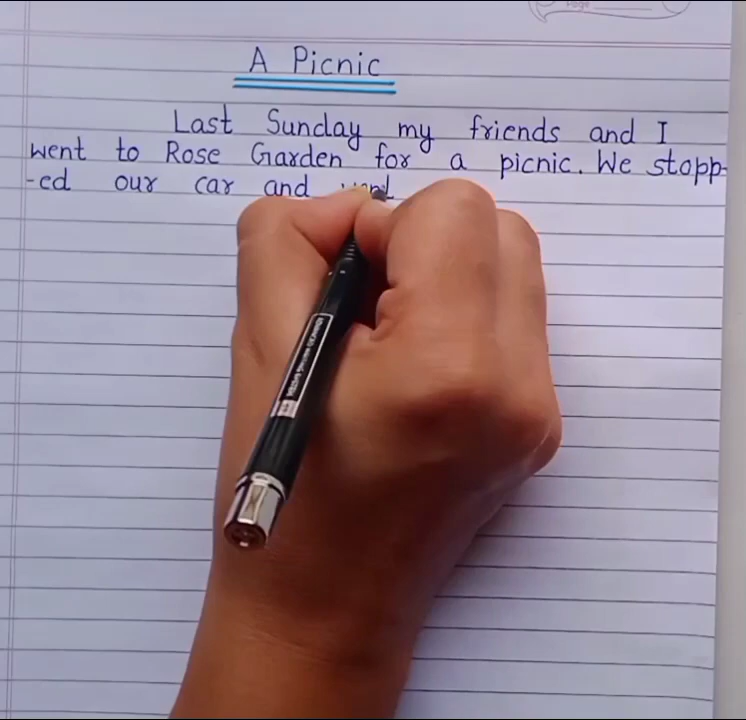 A Picnic
Last Sunday my friends and I
went to Rose Garden for a picnic. We stopp-
-ed our car and